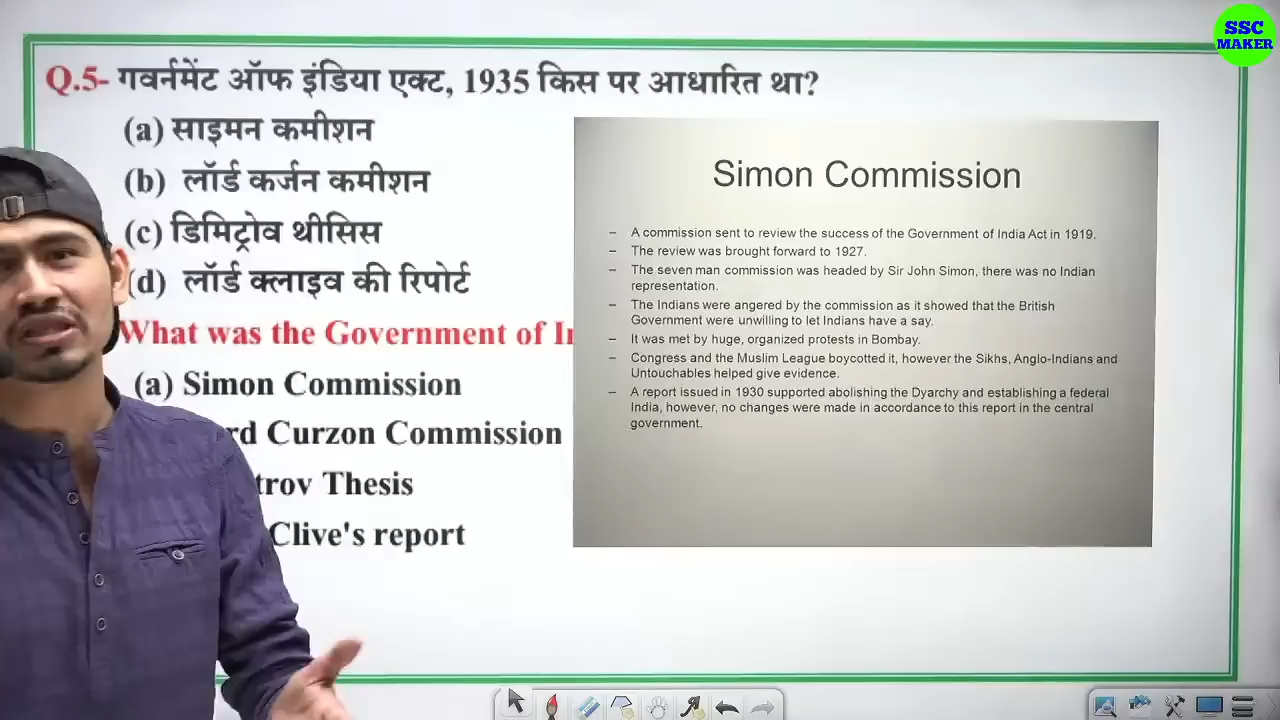 SSC
MAKER
Q.5- गवर्नमेंट ऑफ इंडिया एक्ट, 1935 किस पर आधारित था?
(a) साइमन कमीशन
(b) लॉर्ड कर्जन कमीशन
(c) डिमिट्रोव थीसिस
(d) लॉर्ड क्लाइव की रिपोर्ट
What was the Government of
(a) Simon Commission
rd Curzon Commission
trov Thesis
Clive's report
Simon Commission
– A commission sent to review the success of the Government of India Act in 1919.
– The review was brought forward to 1927.
– The seven man commission was headed by Sir John Simon, there was no Indian
representation.
– The Indians were angered by the commission as it showed that the British
Government were unwilling to let Indians have a say.
– It was met by huge, organized protests in Bombay.
– Congress and the Muslim League boycotted it, however the Sikhs, Anglo-Indians and
Untouchables helped give evidence.
– A report issued in 1930 supported abolishing the Dyarchy and establishing a federal
India, however, no changes were made in accordance to this report in the central
government.